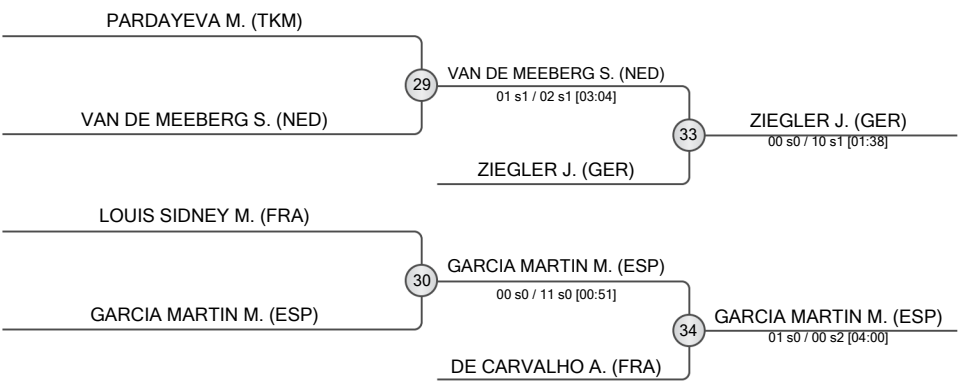 PARDAYEVA M. (TKM)
29
VAN DE MEEBERG S. (NED)
01 s1 / 02 s1 [03:04]
VAN DE MEEBERG S. (NED)
33
ZIEGLER J. (GER)
00 s0 / 10 s1 [01:38]
ZIEGLER J. (GER)
LOUIS SIDNEY M. (FRA)
30
GARCIA MARTIN M. (ESP)
00 s0 / 11 s0 [00:51]
GARCIA MARTIN M. (ESP)
34
GARCIA MARTIN M. (ESP)
01 s0 / 00 s2 [04:00]
DE CARVALHO A. (FRA)